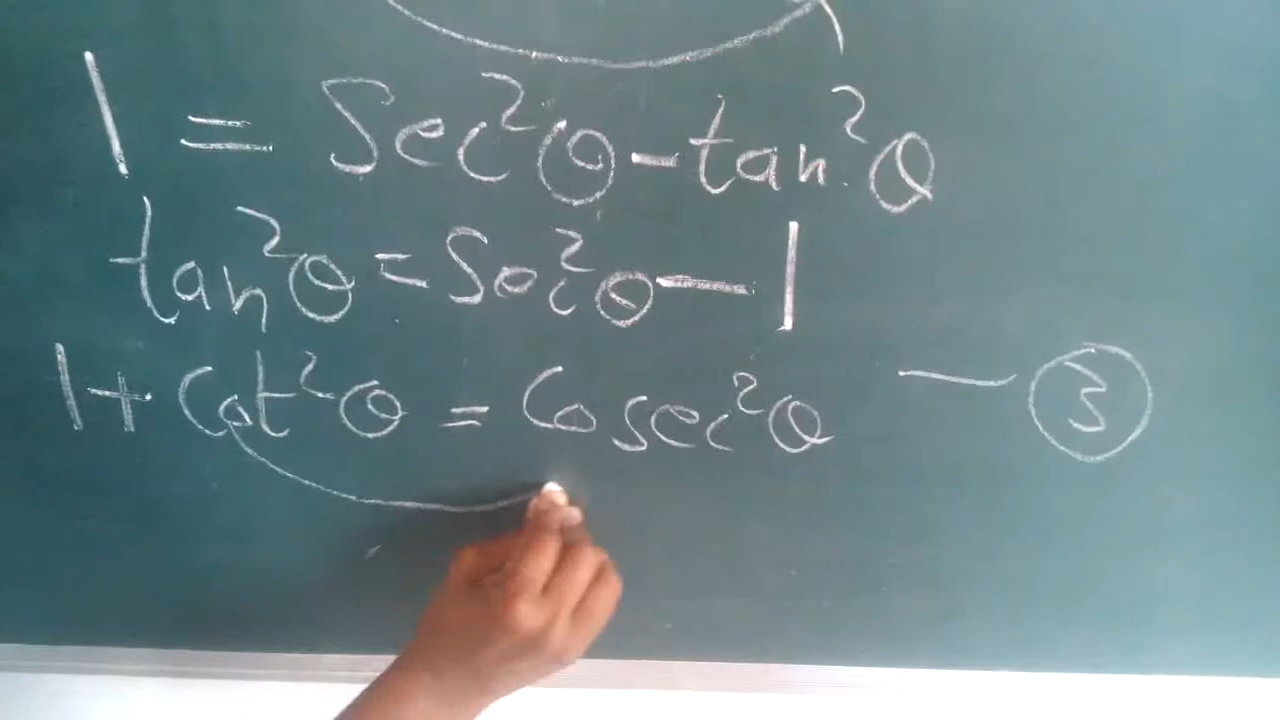 1 = Sec²θ - tan²θ
tan²θ = Sec²θ - 1
1 + Cot²θ = Cosec²θ — ③